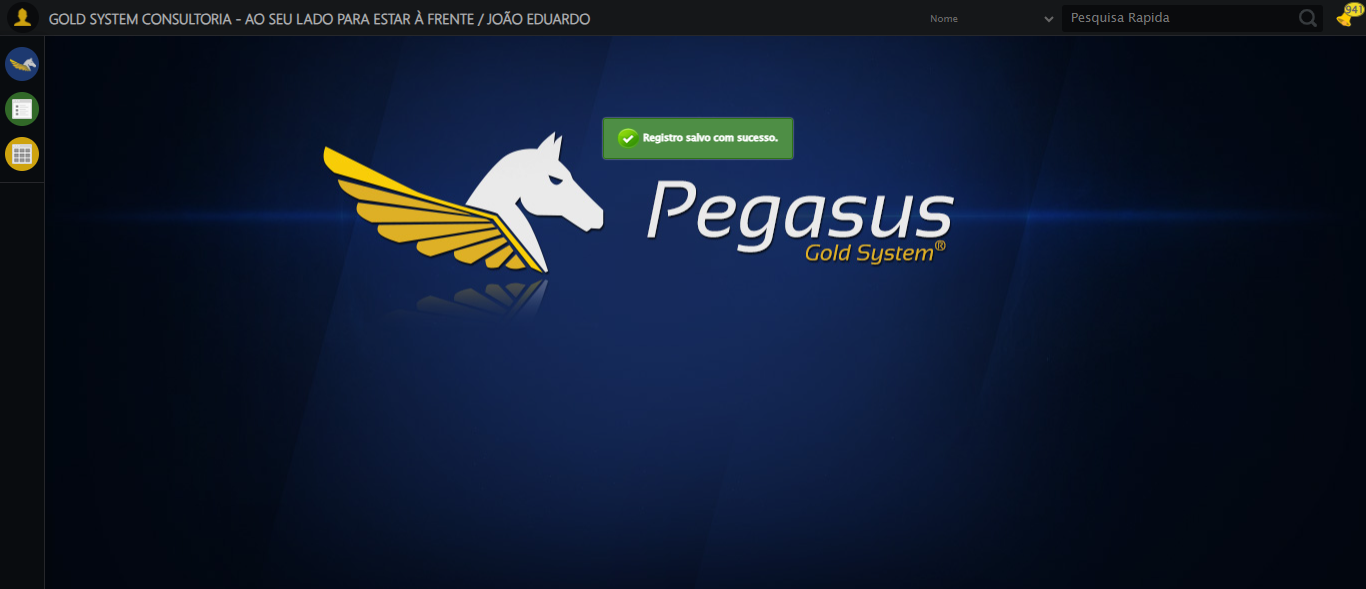 GOLD SYSTEM CONSULTORIA - AO SEU LADO PARA ESTAR À FRENTE / JOÃO EDUARDO
Nome
Pesquisa Rapida
941
Registro salvo com sucesso.
Pegasus
Gold System®